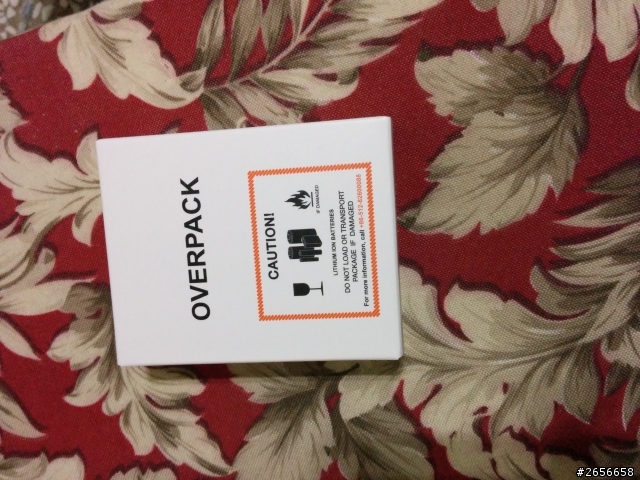 OVERPACK
CAUTION!
IF DAMAGED
LITHIUM ION BATTERIES
DO NOT LOAD OR TRANSPORT
PACKAGE IF DAMAGED
For more information, call
#2656658